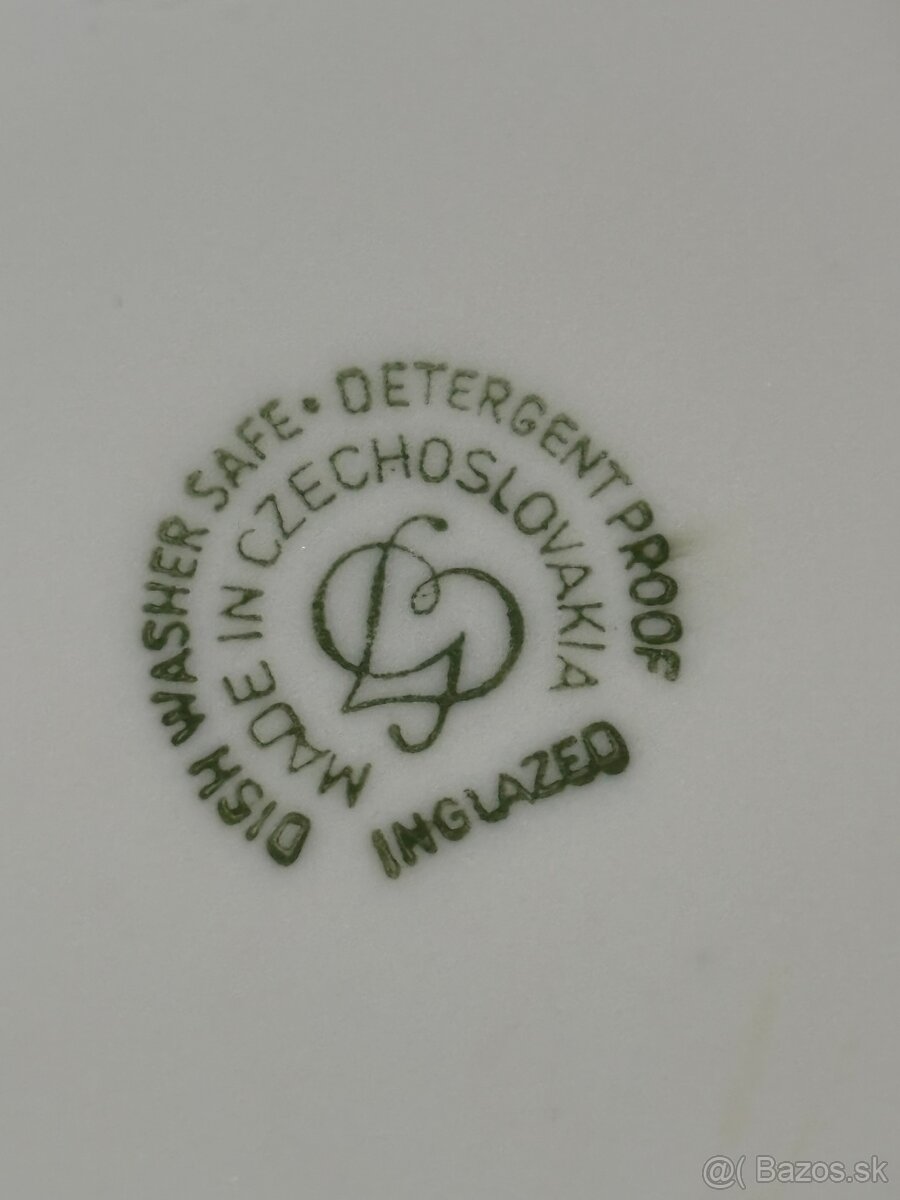 DISH WASHER SAFE • DETERGENT PROOF
MADE IN CZECHOSLOVAKIA
INGLAZED
@( Bazos.sk